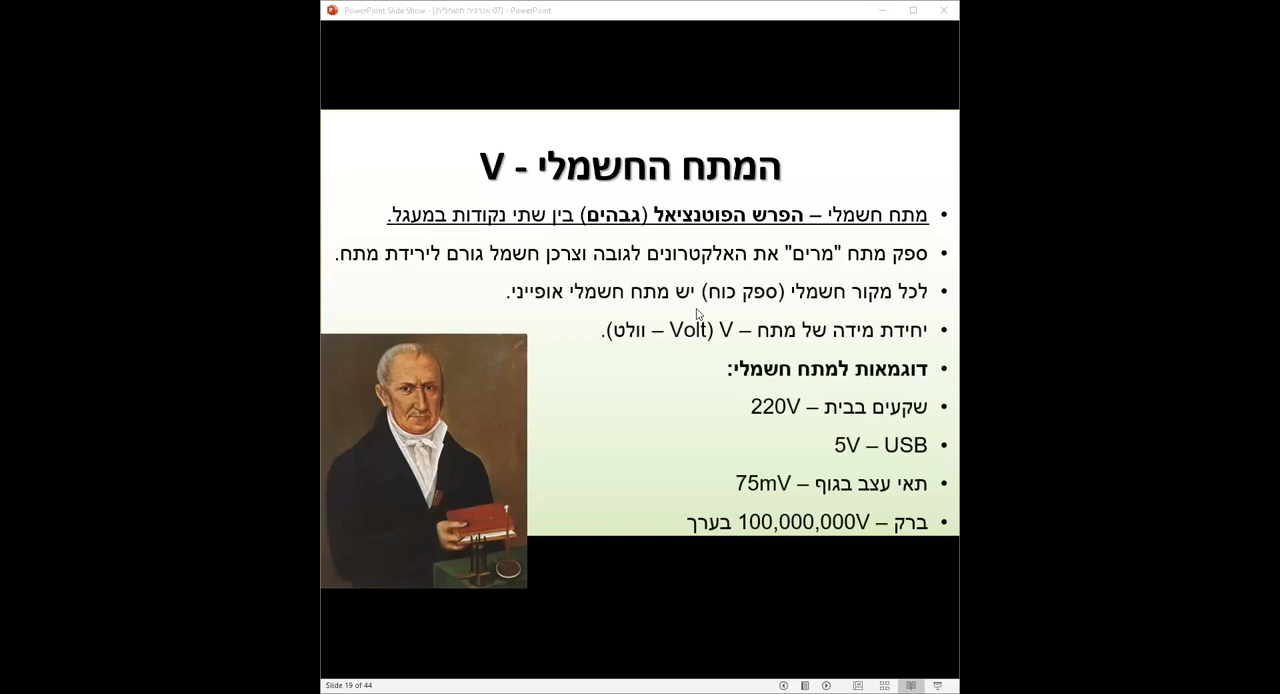 PowerPoint Slide Show - [07 אנרגיה חשמלית] - PowerPoint
המתח החשמלי - V
• מתח חשמלי – הפרש הפוטנציאל (גבהים) בין שתי נקודות במעגל.
• ספק מתח "מרים" את האלקטרונים לגובה וצרכן חשמל גורם לירידת מתח.
• לכל מקור חשמלי (ספק כוח) יש מתח חשמלי אופייני.
• יחידת מידה של מתח – V (Volt – וולט).
• דוגמאות למתח חשמלי:
• שקעים בבית – 220V
• USB – 5V
• תאי עצב בגוף – 75mV
• ברק – 100,000,000V בערך
Slide 19 of 44